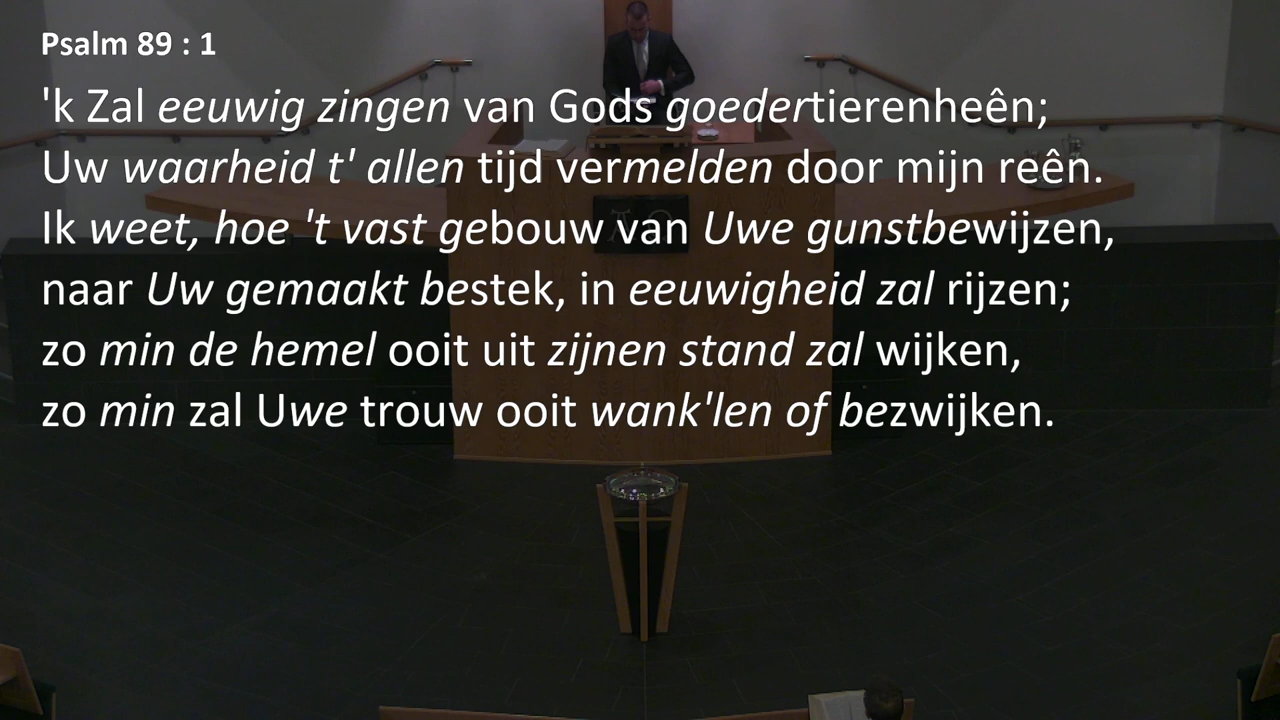 Psalm 89 : 1
'k Zal eeuwig zingen van Gods goedertierenheên;
Uw waarheid t' allen tijd vermelden door mijn reên.
Ik weet, hoe 't vast gebouw van Uwe gunstbewijzen,
naar Uw gemaakt bestek, in eeuwigheid zal rijzen;
zo min de hemel ooit uit zijnen stand zal wijken,
zo min zal Uwe trouw ooit wank'len of bezwijken.